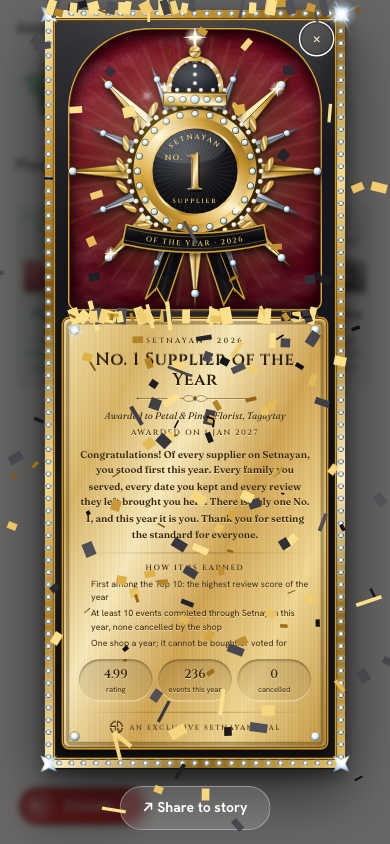 ×
SETNAYAN
NO. 1
SUPPLIER
OF THE YEAR · 2026
SETNAYAN · 2026
No. 1 Supplier of the
Year
Awarded to Petal & Pine Florist, Tagaytay
AWARDED ON 1 JAN 2027
Congratulations! Of every supplier on Setnayan,
you stood first this year. Every family you
served, every date you kept and every review
they left brought you here. There is only one No.
1, and this year it is you. Thank you for setting
the standard for everyone.
HOW IT IS EARNED
First among the Top 10: the highest review score of the
year
At least 10 events completed through Setnayan this
year, none cancelled by the shop
One shop a year; it cannot be bought or voted for
4.99 236 0
rating events this year cancelled
AN EXCLUSIVE SETNAYAN
↗ Share to story